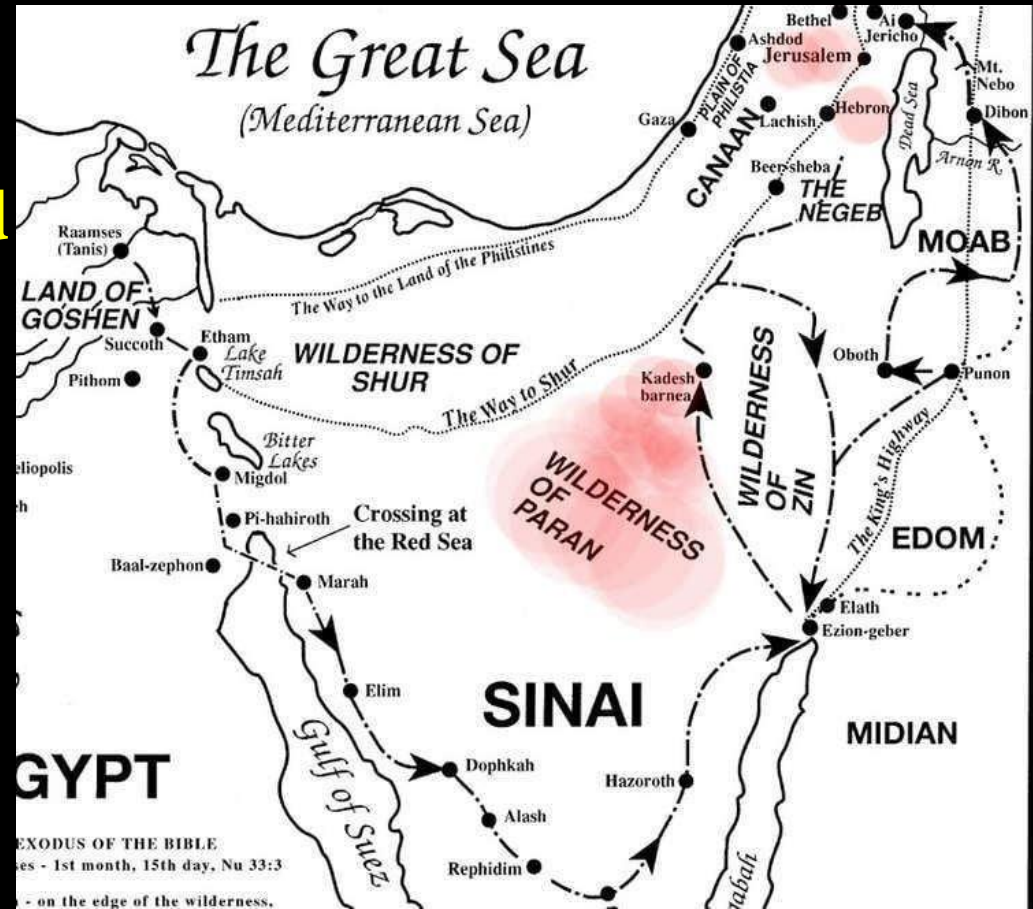 The Great Sea
(Mediterranean Sea)
Bethel
Ai
Jericho
Ashdod
Jerusalem
Mt.
Nebo
PLAIN OF
PHILISTIA
Gaza
Lachish
Hebron
Dead Sea
Dibon
CANAAN
Arnon R.
Beer-sheba
THE
NEGEB
MOAB
Raamses
(Tanis)
The Way to the Land of the Philistines
LAND OF
GOSHEN
Succoth
Etham
Lake
Timsah
WILDERNESS OF
SHUR
Pithom
The Way to Shur
Kadesh
barnea
WILDERNESS
OF
ZIN
Oboth
Punon
The King's Highway
Bitter
Lakes
eliopolis
Migdol
WILDERNESS
OF
PARAN
Pi-hahiroth
Crossing at
the Red Sea
EDOM
Baal-zephon
Marah
Elath
Ezion-geber
Elim
SINAI
MIDIAN
Gulf of Suez
GYPT
Dophkah
Hazoroth
Alash
Rephidim
EXODUS OF THE BIBLE
ses - 1st month, 15th day, Nu 33:3
- on the edge of the wilderness,